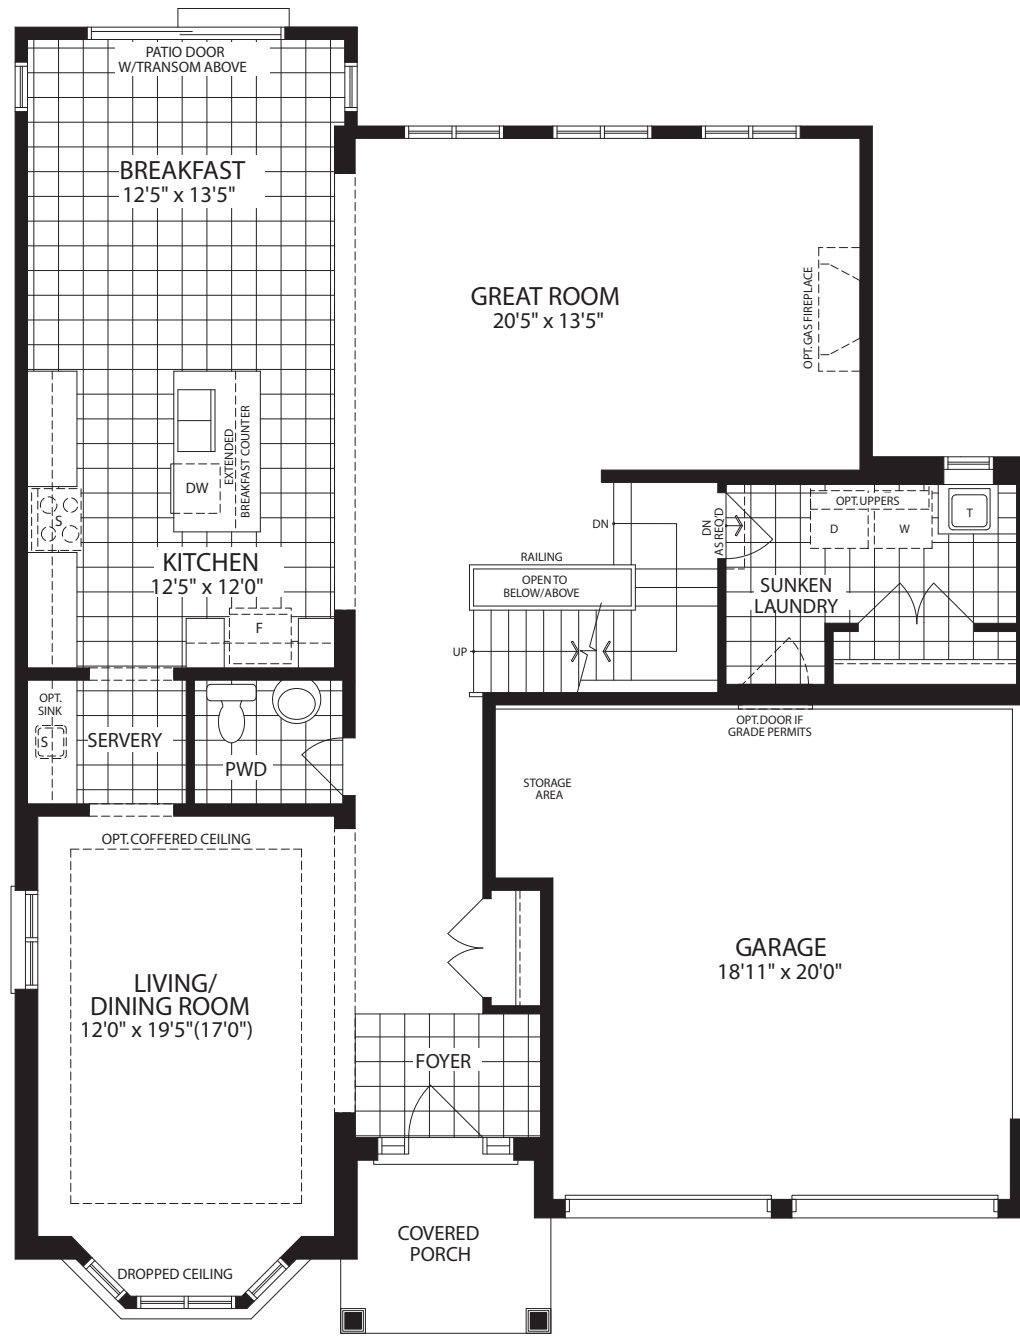 PATIO DOOR
W/TRANSOM ABOVE
BREAKFAST
12'5" x 13'5"
GREAT ROOM
20'5" x 13'5"
OPT. GAS FIREPLACE
EXTENDED
BREAKFAST COUNTER
DW
S
KITCHEN
12'5" x 12'0"
F
DN
DN
AS REQ'D
OPT.UPPERS
D
W
T
RAILING
OPEN TO
BELOW/ABOVE
SUNKEN
LAUNDRY
UP
OPT.
SINK
S
SERVERY
PWD
OPT.DOOR IF
GRADE PERMITS
STORAGE
AREA
OPT.COFFERED CEILING
LIVING/
DINING ROOM
12'0" x 19'5"(17'0")
GARAGE
18'11" x 20'0"
FOYER
COVERED
PORCH
DROPPED CEILING